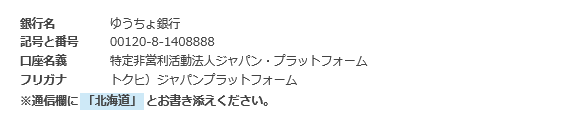 銀行名 ゆうちょ銀行
記号と番号 00120-8-1408888
口座名義 特定非営利活動法人ジャパン・プラットフォーム
フリガナ トクヒ）ジャパンプラットフォーム
※通信欄に「北海道」とお書き添えください。